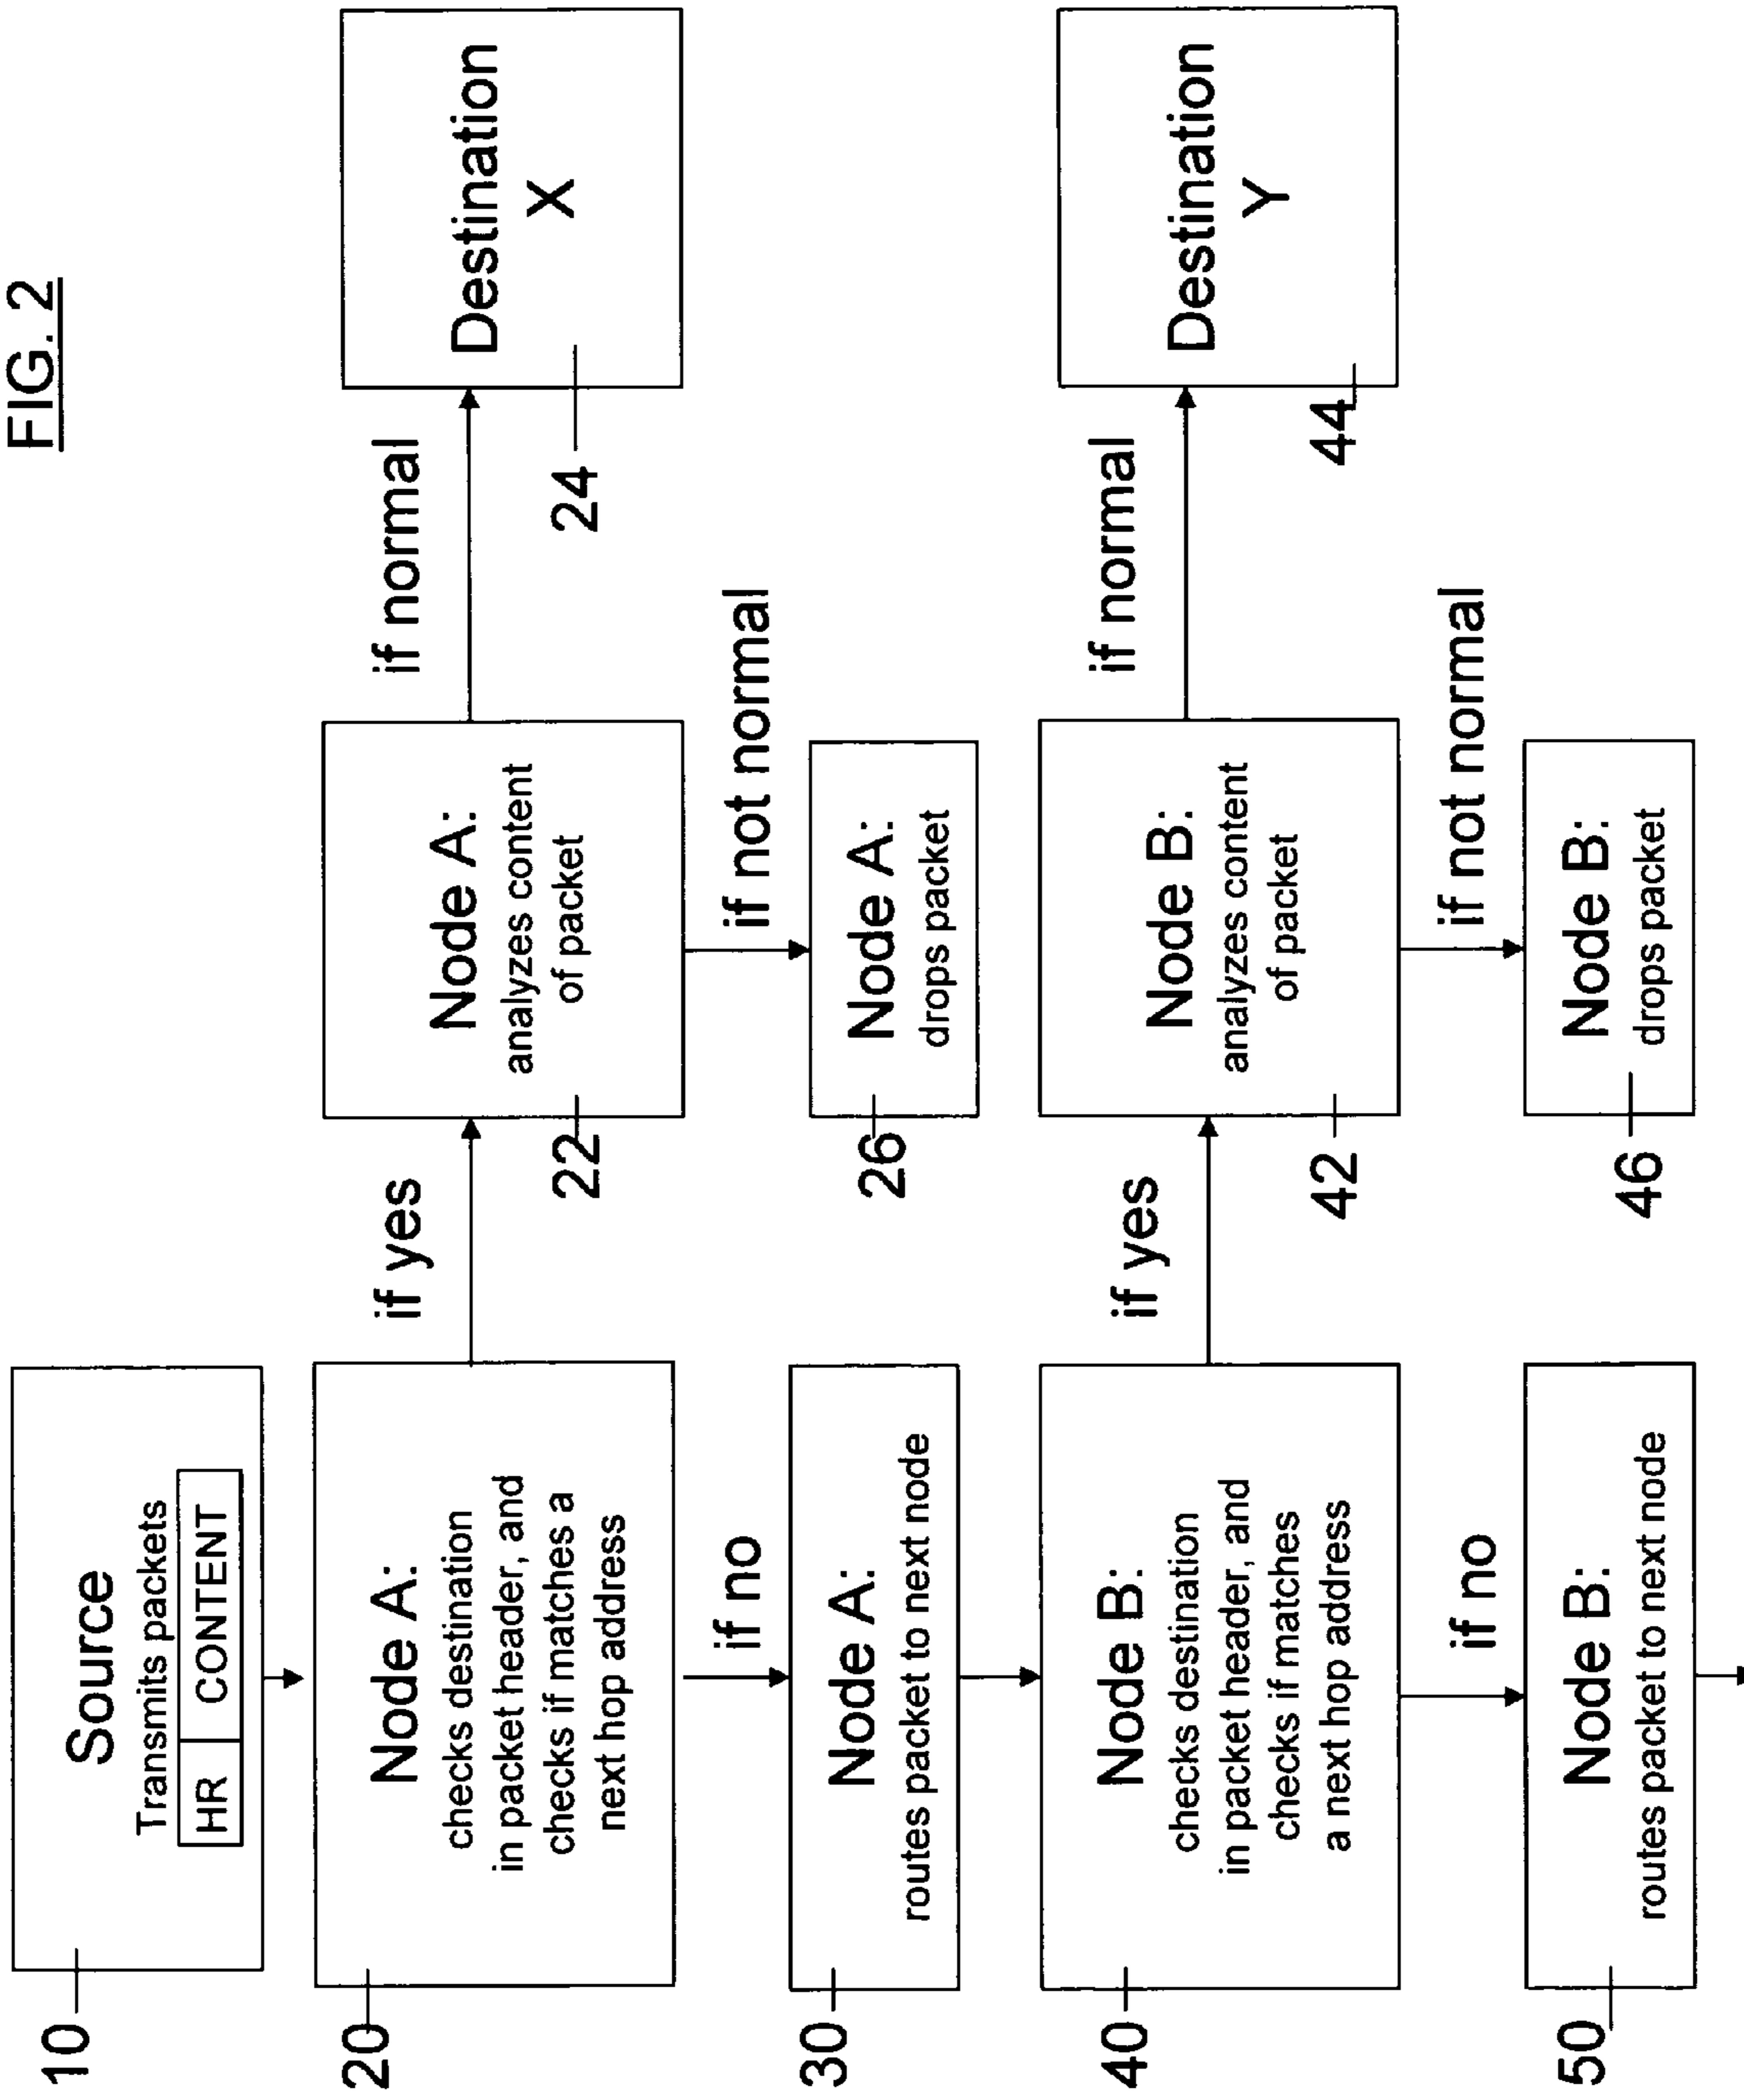 FIG. 2
10
Source
Transmits packets
HR CONTENT
20
Node A:
checks destination
in packet header, and
checks if matches a
next hop address
if yes
22
Node A:
analyzes content
of packet
if normal
24
Destination
X
if not normal
26
Node A:
drops packet
if no
30
Node A:
routes packet to next node
40
Node B:
checks destination
in packet header, and
checks if matches
a next hop address
if yes
42
Node B:
analyzes content
of packet
if normal
44
Destination
Y
if not normal
46
Node B:
drops packet
if no
50
Node B:
routes packet to next node